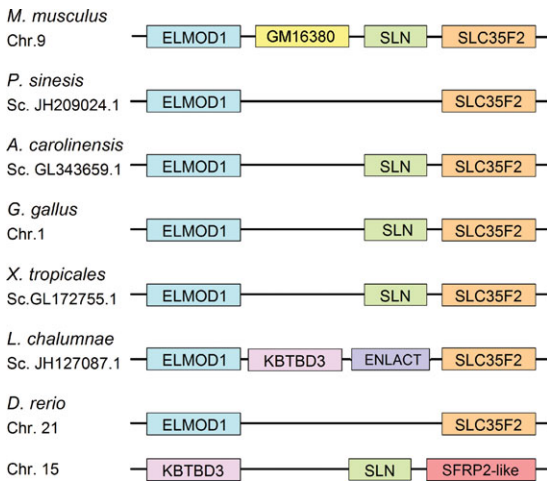 M. musculus
Chr.9 ELMOD1 GM16380 SLN SLC35F2
P. sinesis
Sc. JH209024.1 ELMOD1 SLC35F2
A. carolinensis
Sc. GL343659.1 ELMOD1 SLN SLC35F2
G. gallus
Chr.1 ELMOD1 SLN SLC35F2
X. tropicales
Sc.GL172755.1 ELMOD1 SLN SLC35F2
L. chalumnae
Sc. JH127087.1 ELMOD1 KBTBD3 ENLACT SLC35F2
D. rerio
Chr. 21 ELMOD1 SLC35F2
Chr. 15 KBTBD3 SLN SFRP2-like